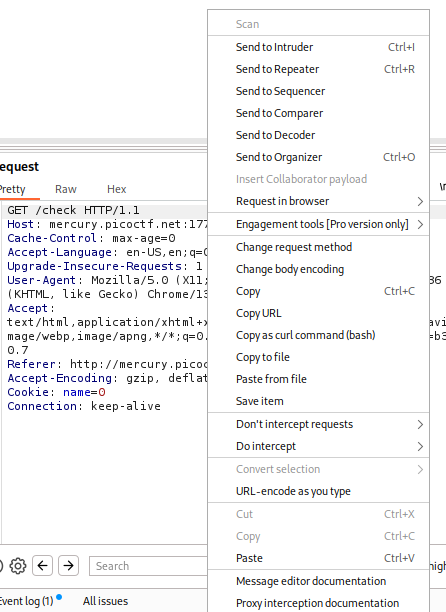 Scan
Send to Intruder Ctrl+I
Send to Repeater Ctrl+R
Send to Sequencer
Send to Comparer
Send to Decoder
Send to Organizer Ctrl+O
Insert Collaborator payload
Request in browser
Engagement tools [Pro version only]
Change request method
Change body encoding
Copy Ctrl+C
Copy URL
Copy as curl command (bash)
Copy to file
Paste from file
Save item
Don't intercept requests
Do intercept
Convert selection
URL-encode as you type
Cut Ctrl+X
Copy Ctrl+C
Paste Ctrl+V
Message editor documentation
Proxy interception documentation
equest
Pretty Raw Hex
GET /check HTTP/1.1
Host: mercury.picoctf.net:177
Cache-Control: max-age=0
Accept-Language: en-US,en;q=0
Upgrade-Insecure-Requests: 1
User-Agent: Mozilla/5.0 (X11; 86
(KHTML, like Gecko) Chrome/13
Accept:
text/html,application/xhtml+x avi
mage/webp,image/apng,*/*;q=0. =b3
0.7
Referer: http://mercury.picoc
Accept-Encoding: gzip, deflat
Cookie: name=0
Connection: keep-alive
Search
Event log (1) All issues